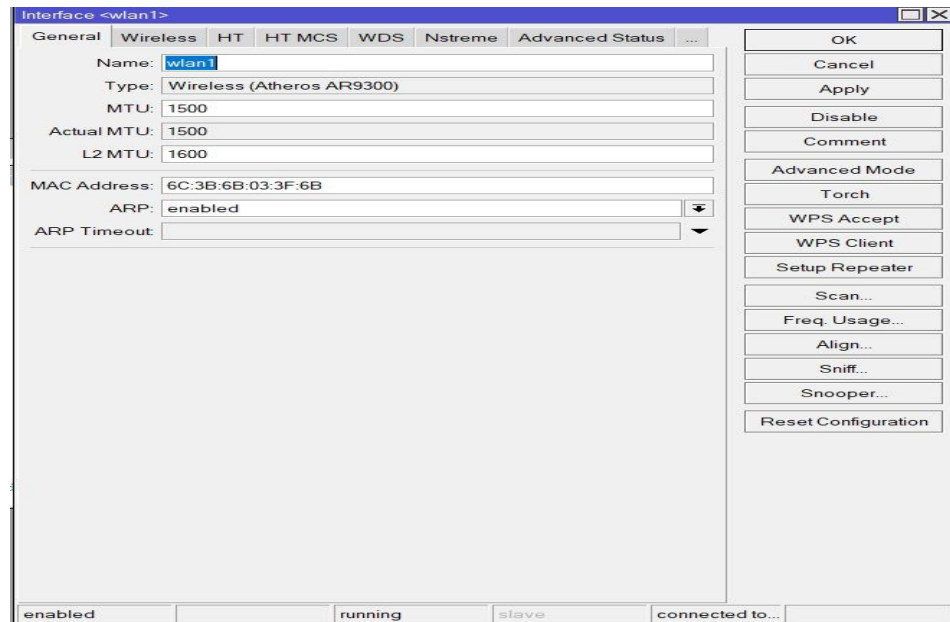 Interface <wlan1>
General Wireless HT HT MCS WDS Nstreme Advanced Status ...
Name: wlan1
Type: Wireless (Atheros AR9300)
MTU: 1500
Actual MTU: 1500
L2 MTU: 1600
MAC Address: 6C:3B:6B:03:3F:6B
ARP: enabled
ARP Timeout:
OK
Cancel
Apply
Disable
Comment
Advanced Mode
Torch
WPS Accept
WPS Client
Setup Repeater
Scan...
Freq. Usage...
Align...
Sniff...
Snooper...
Reset Configuration
enabled running slave connected to...